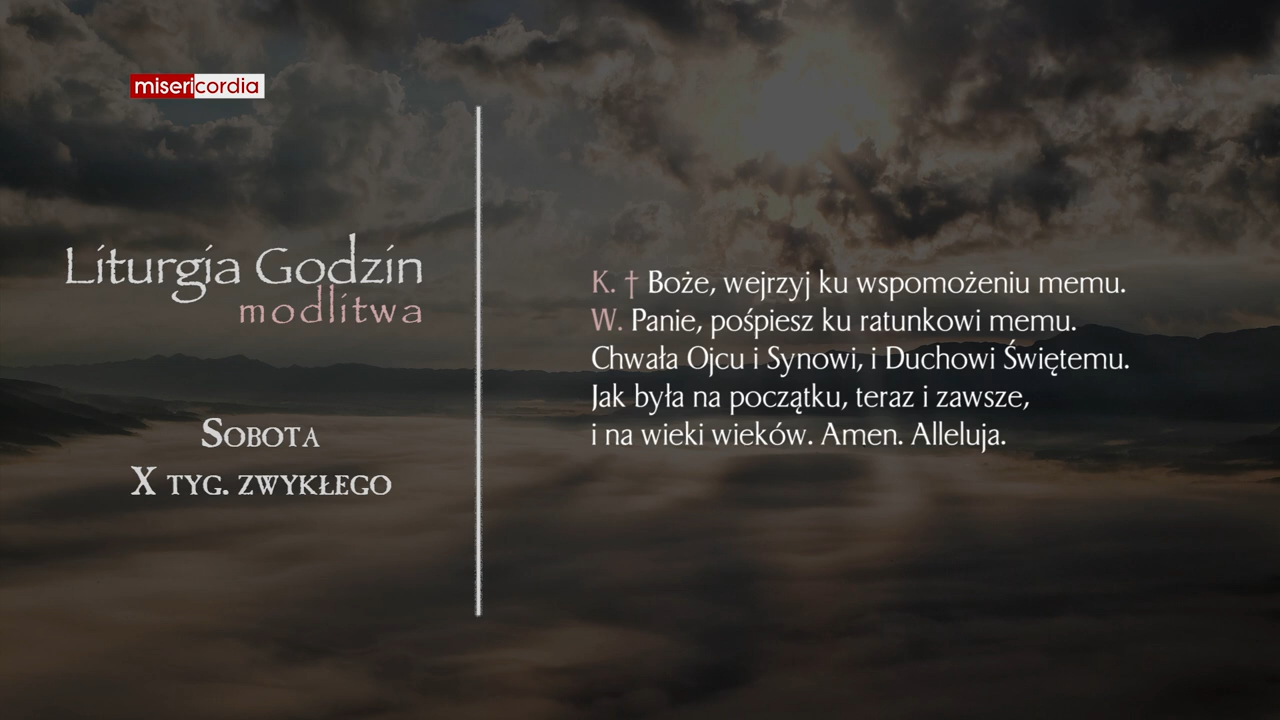 misericordia
Liturgia Godzin
modlitwa
Sobota
X tyg. zwykłego
K. † Boże, wejrzyj ku wspomożeniu memu.
W. Panie, pośpiesz ku ratunkowi memu.
Chwała Ojcu i Synowi, i Duchowi Świętemu.
Jak była na początku, teraz i zawsze,
i na wieki wieków. Amen. Alleluja.